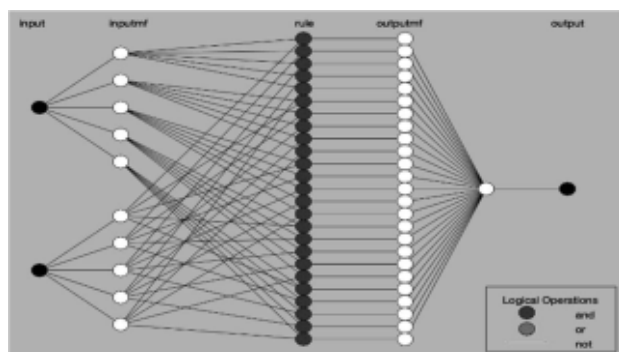 input inputmf rule outputmf output
Logical Operations
and
or
not